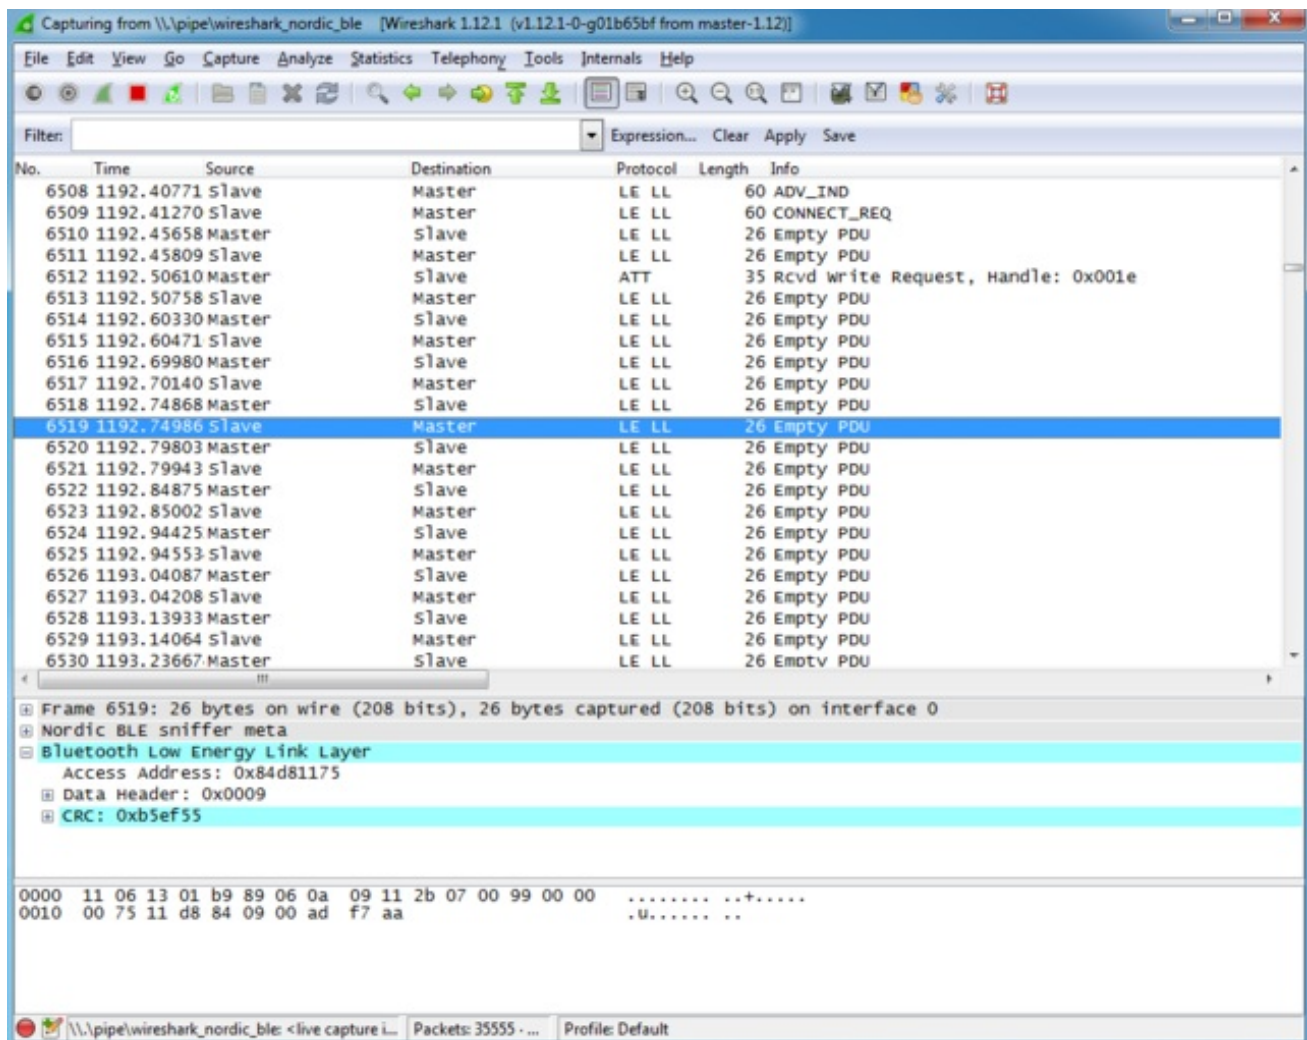 Capturing from \\.\pipe\wireshark_nordic_ble [Wireshark 1.12.1 (v1.12.1-0-g01b65bf from master-1.12)]
File Edit View Go Capture Analyze Statistics Telephony Tools Internals Help
Filter: Expression... Clear Apply Save
No. Time Source Destination Protocol Length Info
6508 1192.40771 Slave Master LE LL 60 ADV_IND
6509 1192.41270 Slave Master LE LL 60 CONNECT_REQ
6510 1192.45658 Master Slave LE LL 26 Empty PDU
6511 1192.45809 Slave Master LE LL 26 Empty PDU
6512 1192.50610 Master Slave ATT 35 Rcvd Write Request, Handle: 0x001e
6513 1192.50758 Slave Master LE LL 26 Empty PDU
6514 1192.60330 Master Slave LE LL 26 Empty PDU
6515 1192.60471 Slave Master LE LL 26 Empty PDU
6516 1192.69980 Master Slave LE LL 26 Empty PDU
6517 1192.70140 Slave Master LE LL 26 Empty PDU
6518 1192.74868 Master Slave LE LL 26 Empty PDU
6519 1192.74986 Slave Master LE LL 26 Empty PDU
6520 1192.79803 Master Slave LE LL 26 Empty PDU
6521 1192.79943 Slave Master LE LL 26 Empty PDU
6522 1192.84875 Master Slave LE LL 26 Empty PDU
6523 1192.85002 Slave Master LE LL 26 Empty PDU
6524 1192.94425 Master Slave LE LL 26 Empty PDU
6525 1192.94553 Slave Master LE LL 26 Empty PDU
6526 1193.04087 Master Slave LE LL 26 Empty PDU
6527 1193.04208 Slave Master LE LL 26 Empty PDU
6528 1193.13933 Master Slave LE LL 26 Empty PDU
6529 1193.14064 Slave Master LE LL 26 Empty PDU
6530 1193.23667 Master Slave LE LL 26 Empty PDU
Frame 6519: 26 bytes on wire (208 bits), 26 bytes captured (208 bits) on interface 0
Nordic BLE sniffer meta
Bluetooth Low Energy Link Layer
Access Address: 0x84d81175
Data Header: 0x0009
CRC: 0xb5ef55
0000 11 06 13 01 b9 89 06 0a 09 11 2b 07 00 99 00 00 ........ ..+.....
0010 00 75 11 d8 84 09 00 ad f7 aa .u...... ..
\\.\pipe\wireshark_nordic_ble: <live capture i... Packets: 35555 · ... Profile: Default